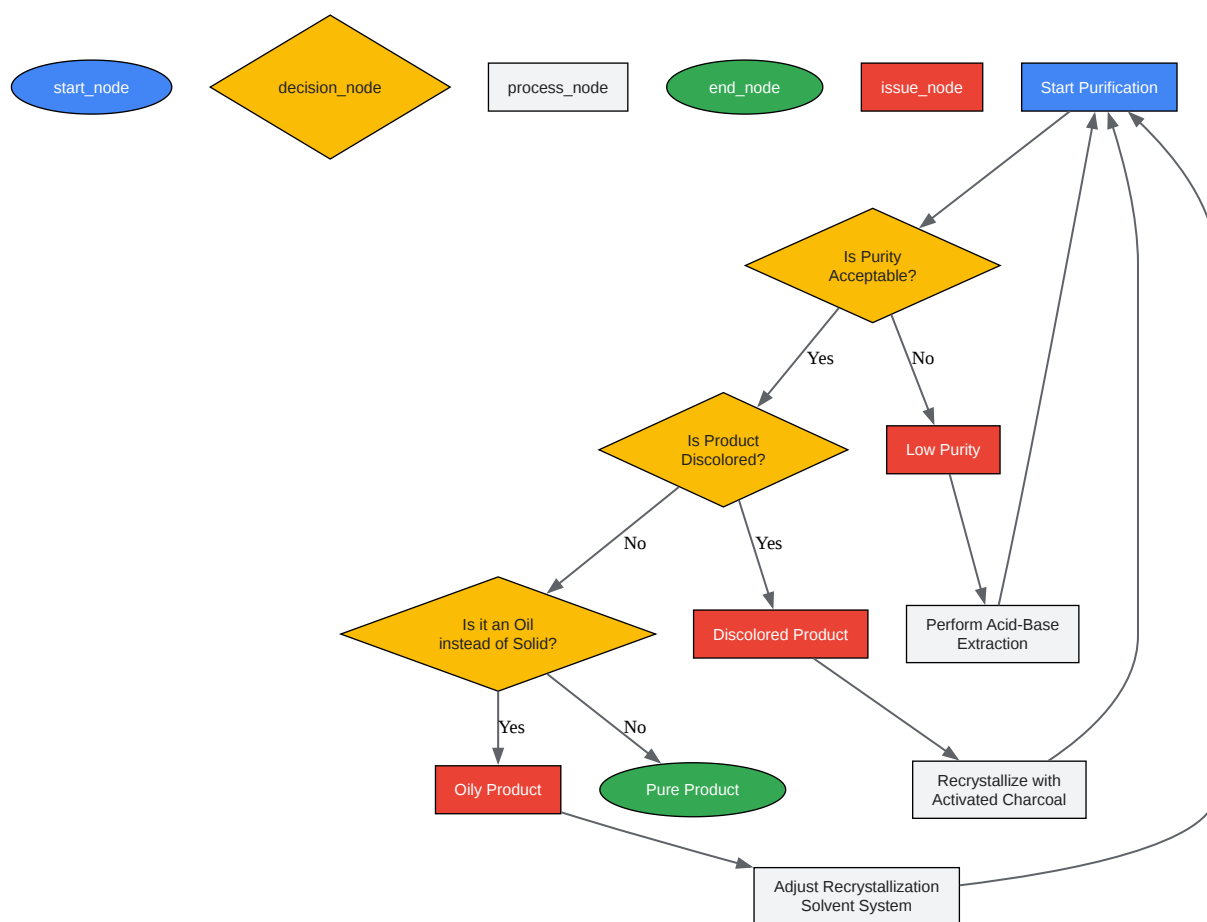 start_node
decision_node
process_node
end_node
issue_node
Start Purification
Is Purity
Acceptable?
Yes
No
Is Product
Discolored?
Low Purity
No
Yes
Is it an Oil
instead of Solid?
Discolored Product
Perform Acid-Base
Extraction
Yes
No
Oily Product
Pure Product
Recrystallize with
Activated Charcoal
Adjust Recrystallization
Solvent System